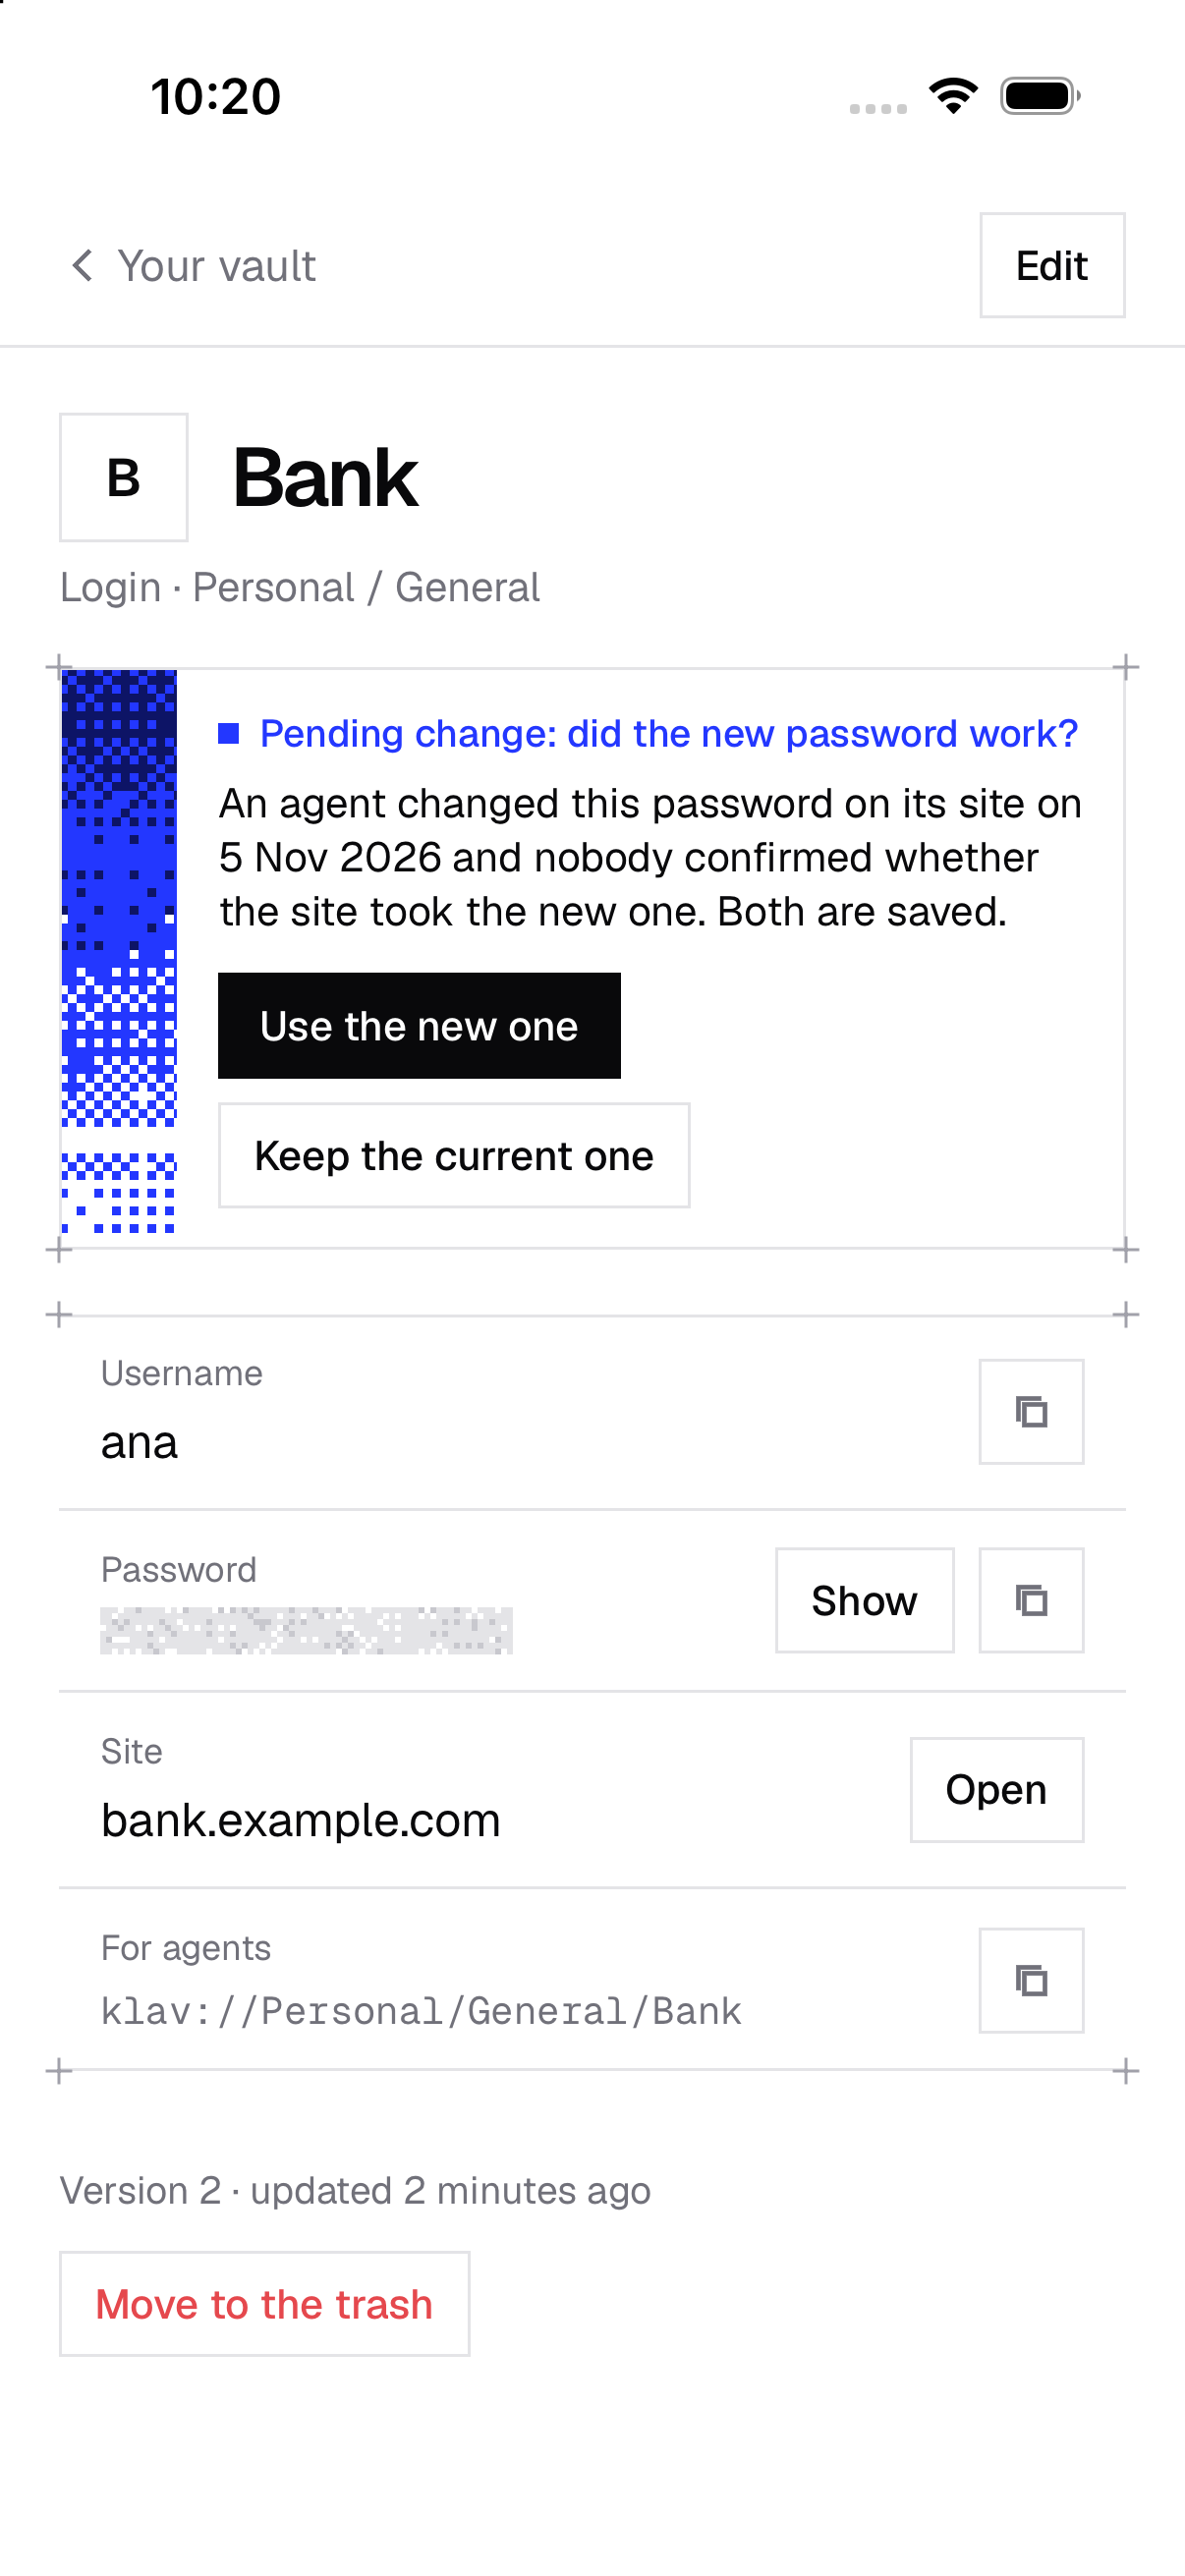 10:20
Your vault
Edit
B
Bank
Login · Personal / General
Pending change: did the new password work?
An agent changed this password on its site on
5 Nov 2026 and nobody confirmed whether
the site took the new one. Both are saved.
Use the new one
Keep the current one
Username
ana
Password
Show
Site
bank.example.com
Open
For agents
klav://Personal/General/Bank
Version 2 · updated 2 minutes ago
Move to the trash